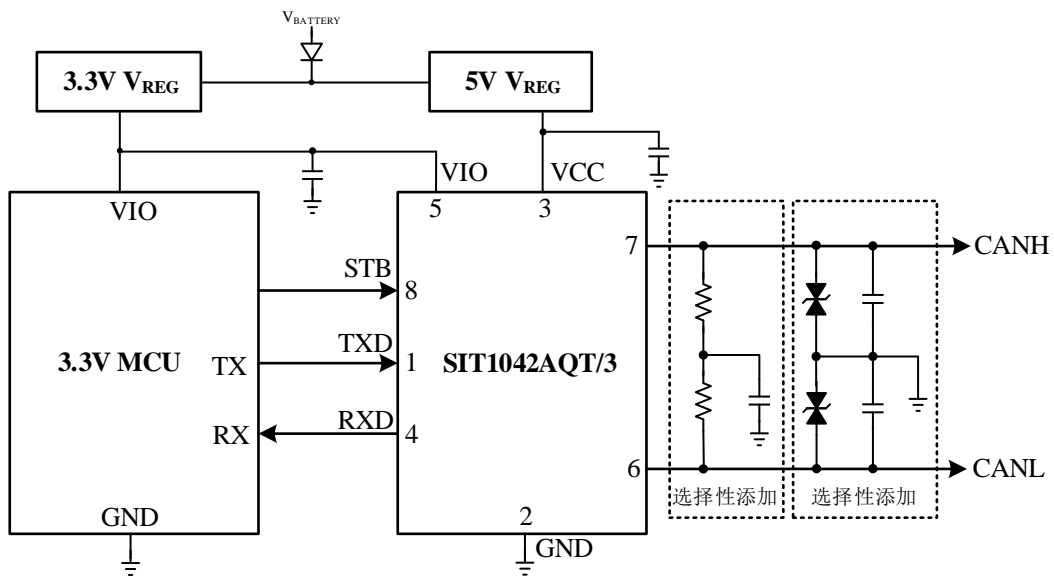 VBATTERY
3.3V VREG
5V VREG
VIO
VCC
5
3
VIO
7
CANH
STB
8
3.3V MCU
TX
TXD
1
SIT1042AQT/3
RX
RXD
4
6
CANL
选择性添加
选择性添加
GND
2
GND